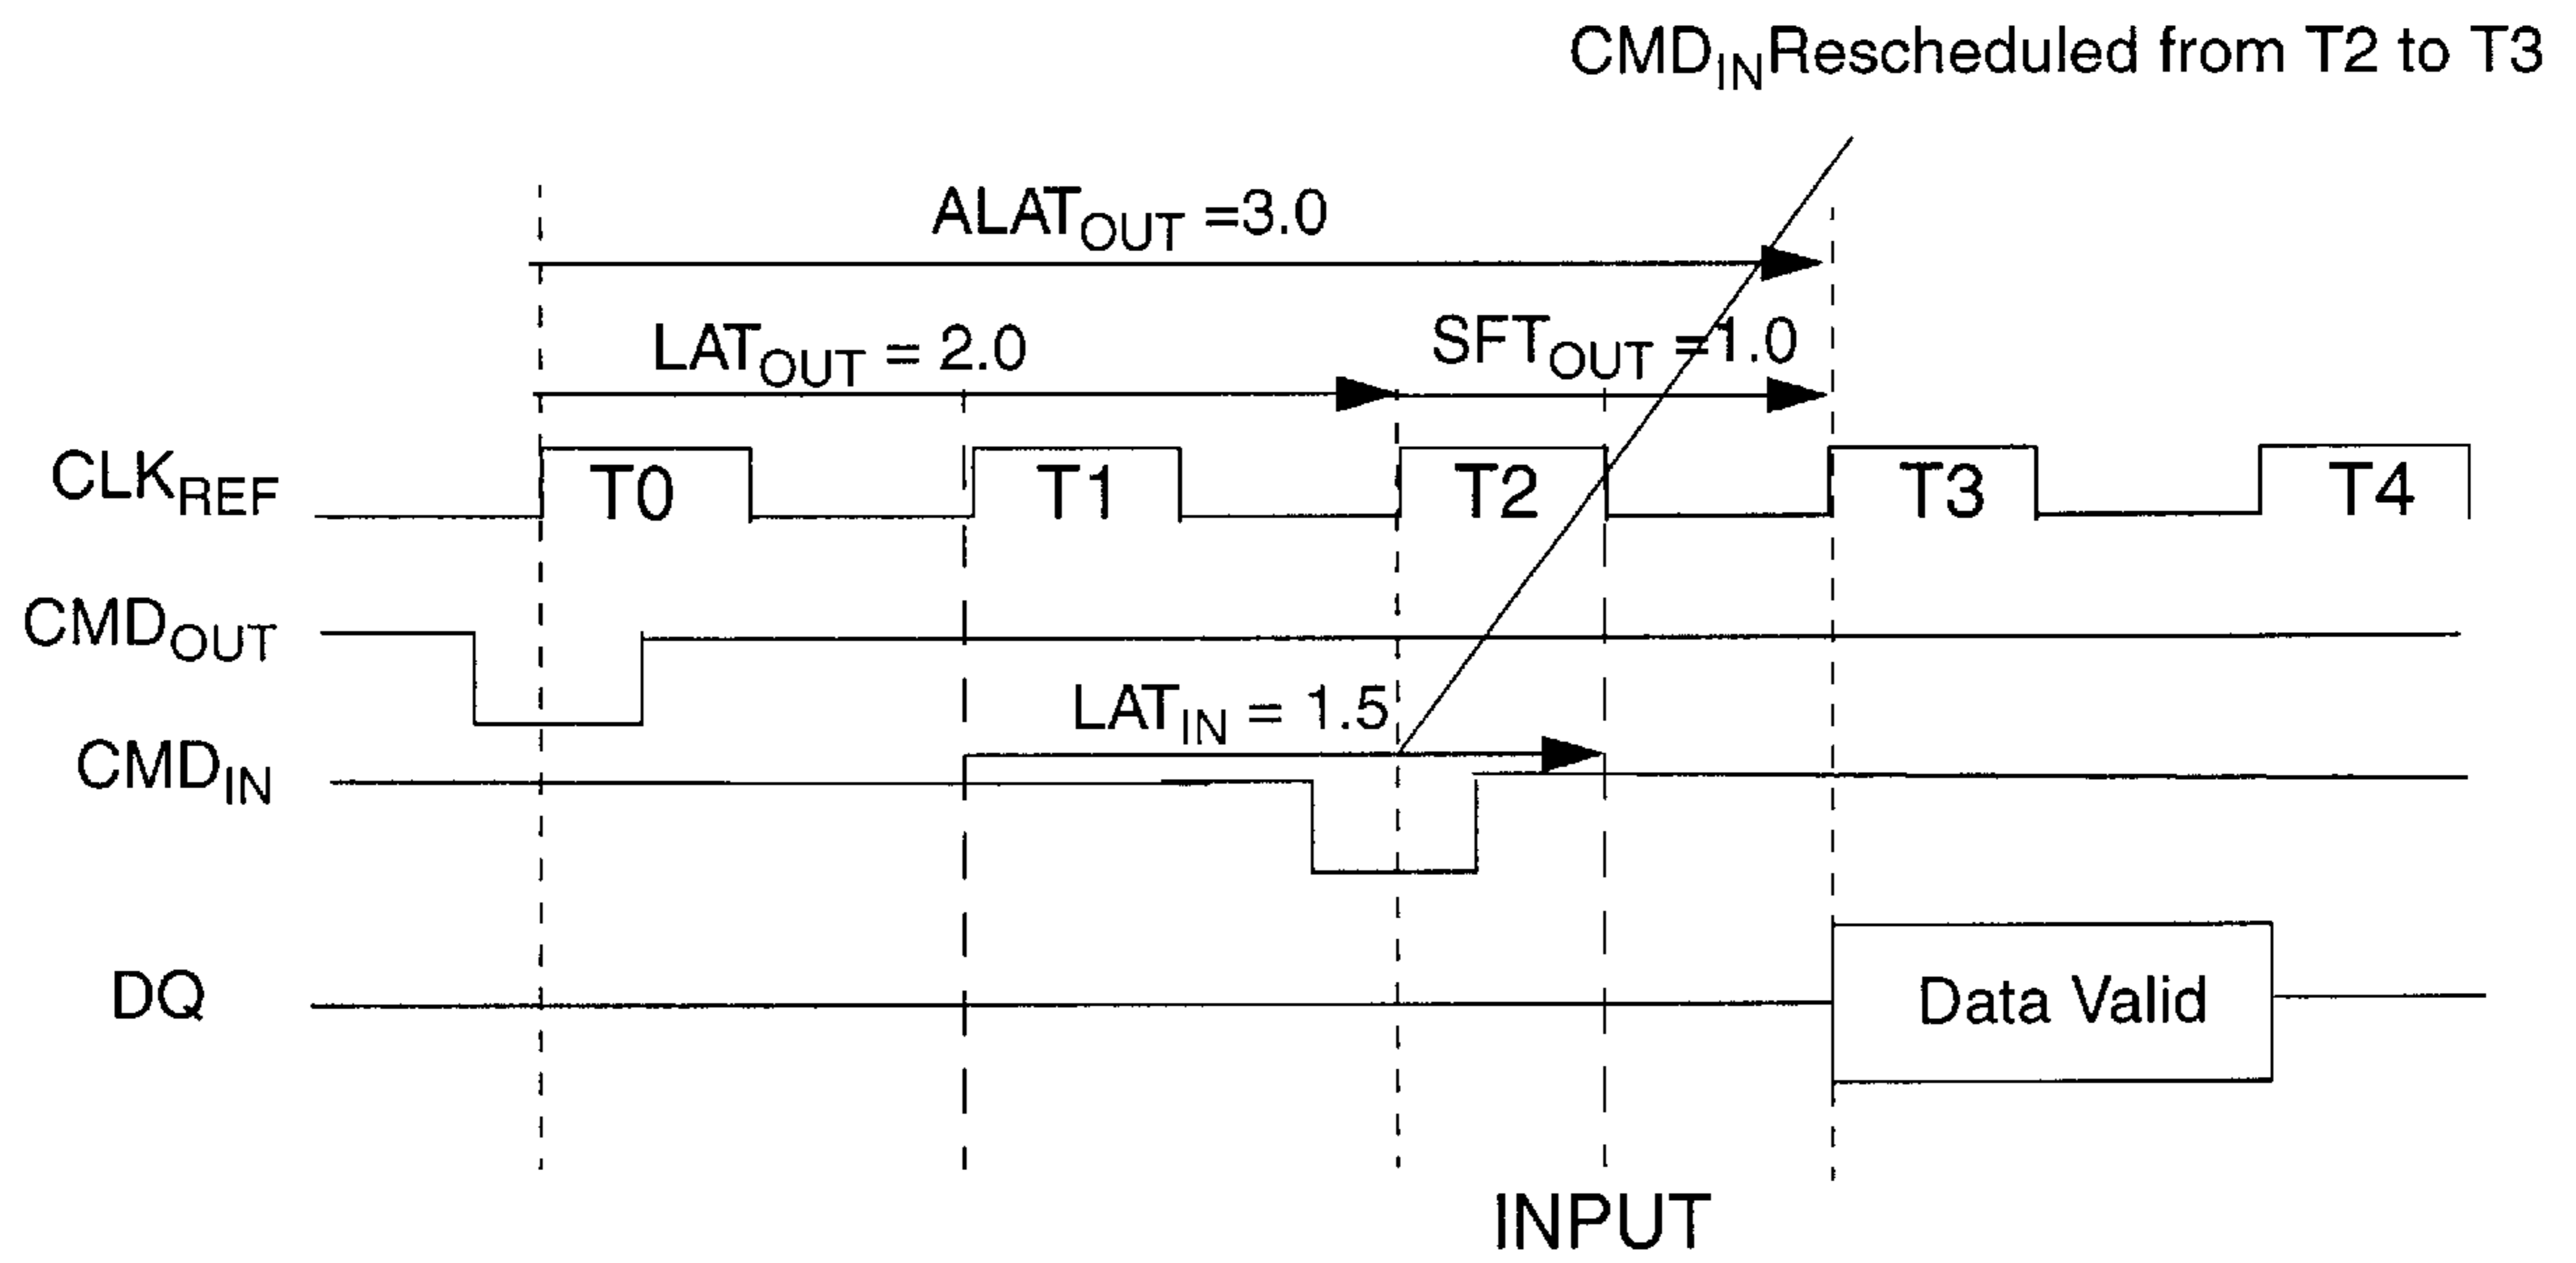 CMDINRescheduled from T2 to T3
ALATOUT =3.0
LATOUT = 2.0
SFTOUT =1.0
CLKREF
T0
T1
T2
T3
T4
CMDOUT
LATIN = 1.5
CMDIN
DQ
Data Valid
INPUT